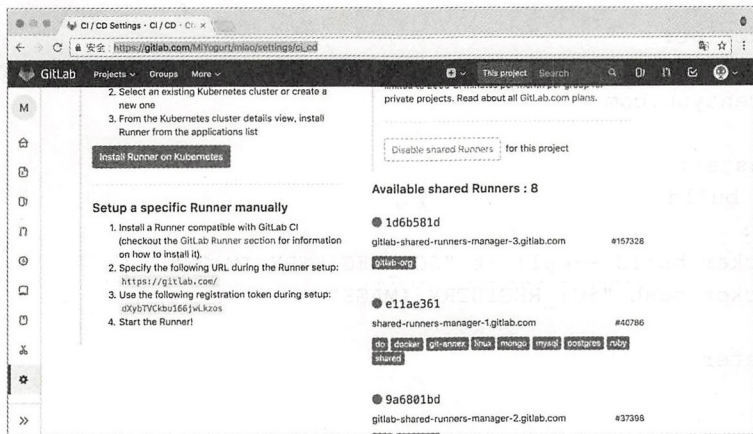 CI / CD Settings · CI / CD · Ch
安全 https://gitlab.com/MiYogurt/miao/settings/ci_cd
GitLab Projects Groups More This project Search
M
2. Select an existing Kubernetes cluster or create a
new one
3. From the Kubernetes cluster details view, install
Runner from the applications list
Install Runner on Kubernetes
Setup a specific Runner manually
1. Install a Runner compatible with GitLab CI
(checkout the GitLab Runner section for information
on how to install it).
2. Specify the following URL during the Runner setup:
https://gitlab.com/
3. Use the following registration token during setup:
dXybTVCkbu166jwLkzos
4. Start the Runner!
private projects. Read about all GitLab.com plans.
Disable shared Runners for this project
Available shared Runners : 8
1d6b581d
gitlab-shared-runners-manager-3.gitlab.com #157328
gitlab-org
e11ae361
shared-runners-manager-1.gitlab.com #40786
do docker git-annex linux mongo mysql postgres ruby
shared
9a6801bd
gitlab-shared-runners-manager-2.gitlab.com #37398